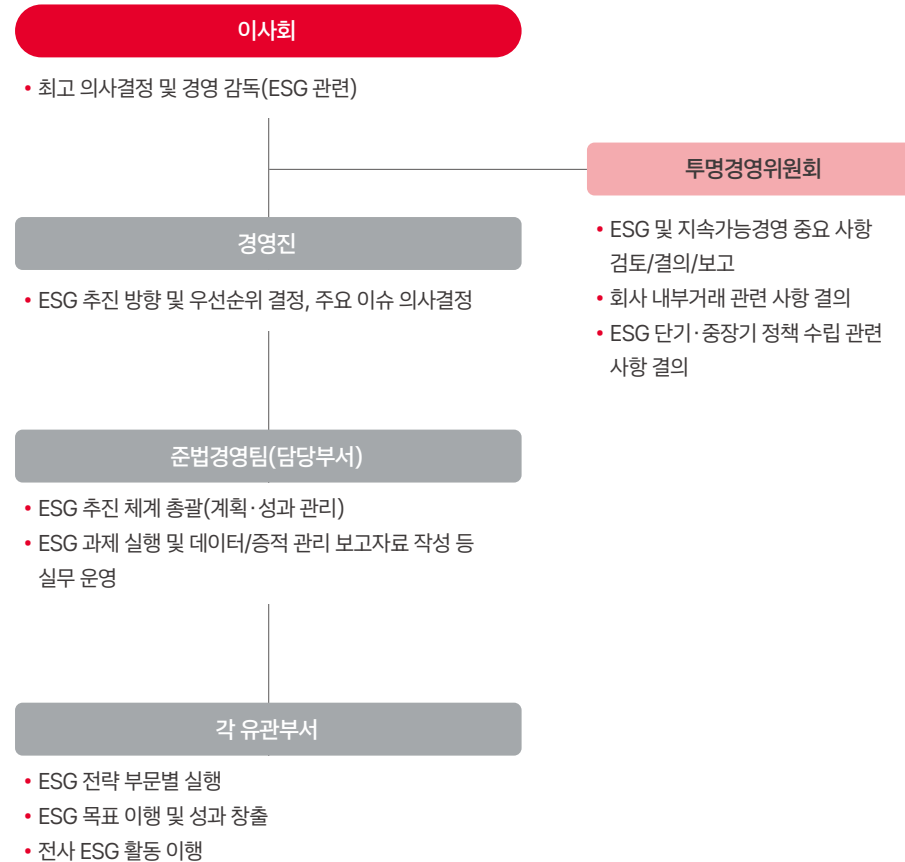 이사회
• 최고 의사결정 및 경영 감독(ESG 관련)
투명경영위원회
• ESG 및 지속가능경영 중요 사항
검토/결의/보고
• 회사 내부거래 관련 사항 결의
• ESG 단기·중장기 정책 수립 관련
사항 결의
경영진
• ESG 추진 방향 및 우선순위 결정, 주요 이슈 의사결정
준법경영팀(담당부서)
• ESG 추진 체계 총괄(계획·성과 관리)
• ESG 과제 실행 및 데이터/증적 관리 보고자료 작성 등
실무 운영
각 유관부서
• ESG 전략 부문별 실행
• ESG 목표 이행 및 성과 창출
• 전사 ESG 활동 이행